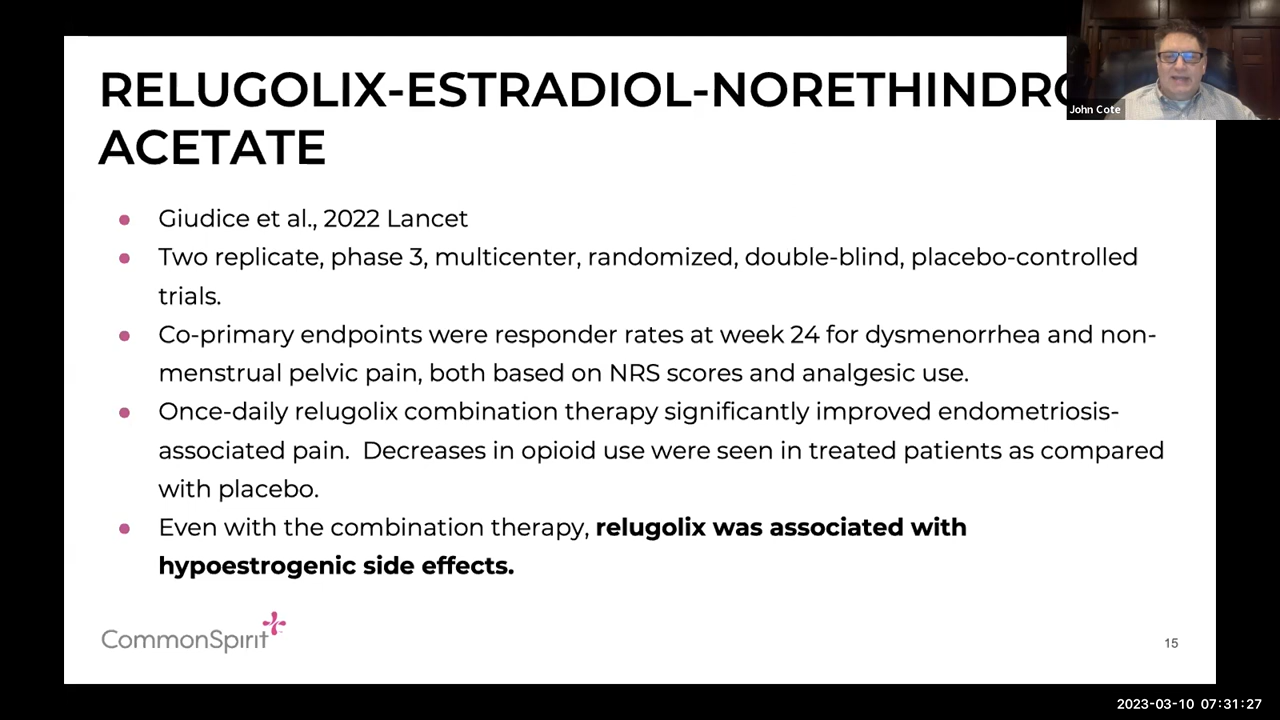 RELUGOLIX-ESTRADIOL-NORETHINDRO
ACETATE
John Cote
● Giudice et al., 2022 Lancet
● Two replicate, phase 3, multicenter, randomized, double-blind, placebo-controlled
trials.
● Co-primary endpoints were responder rates at week 24 for dysmenorrhea and non-
menstrual pelvic pain, both based on NRS scores and analgesic use.
● Once-daily relugolix combination therapy significantly improved endometriosis-
associated pain.  Decreases in opioid use were seen in treated patients as compared
with placebo.
● Even with the combination therapy, relugolix was associated with
hypoestrogenic side effects.
CommonSpirit
15
2023-03-10 07:31:27